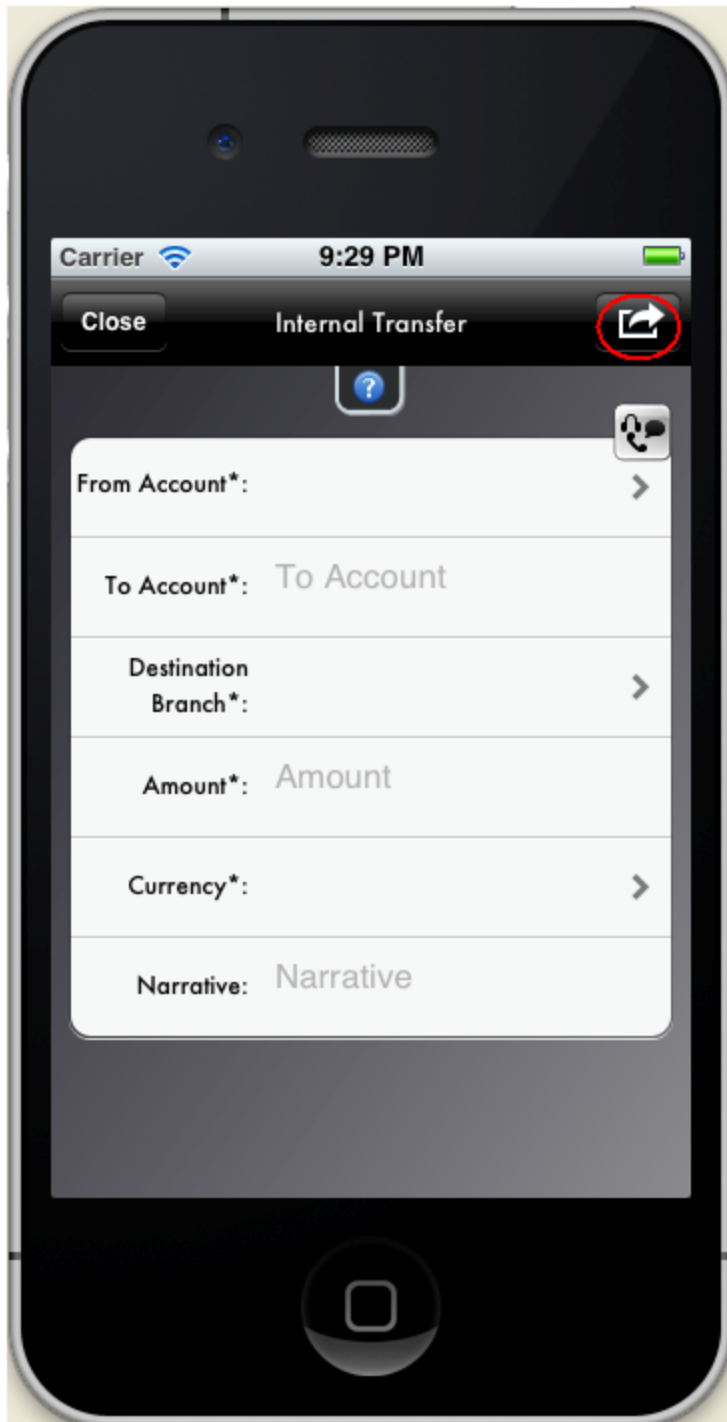 Carrier 9:29 PM
Close Internal Transfer
?
From Account*:
To Account*: To Account
Destination
Branch*:
Amount*: Amount
Currency*:
Narrative: Narrative